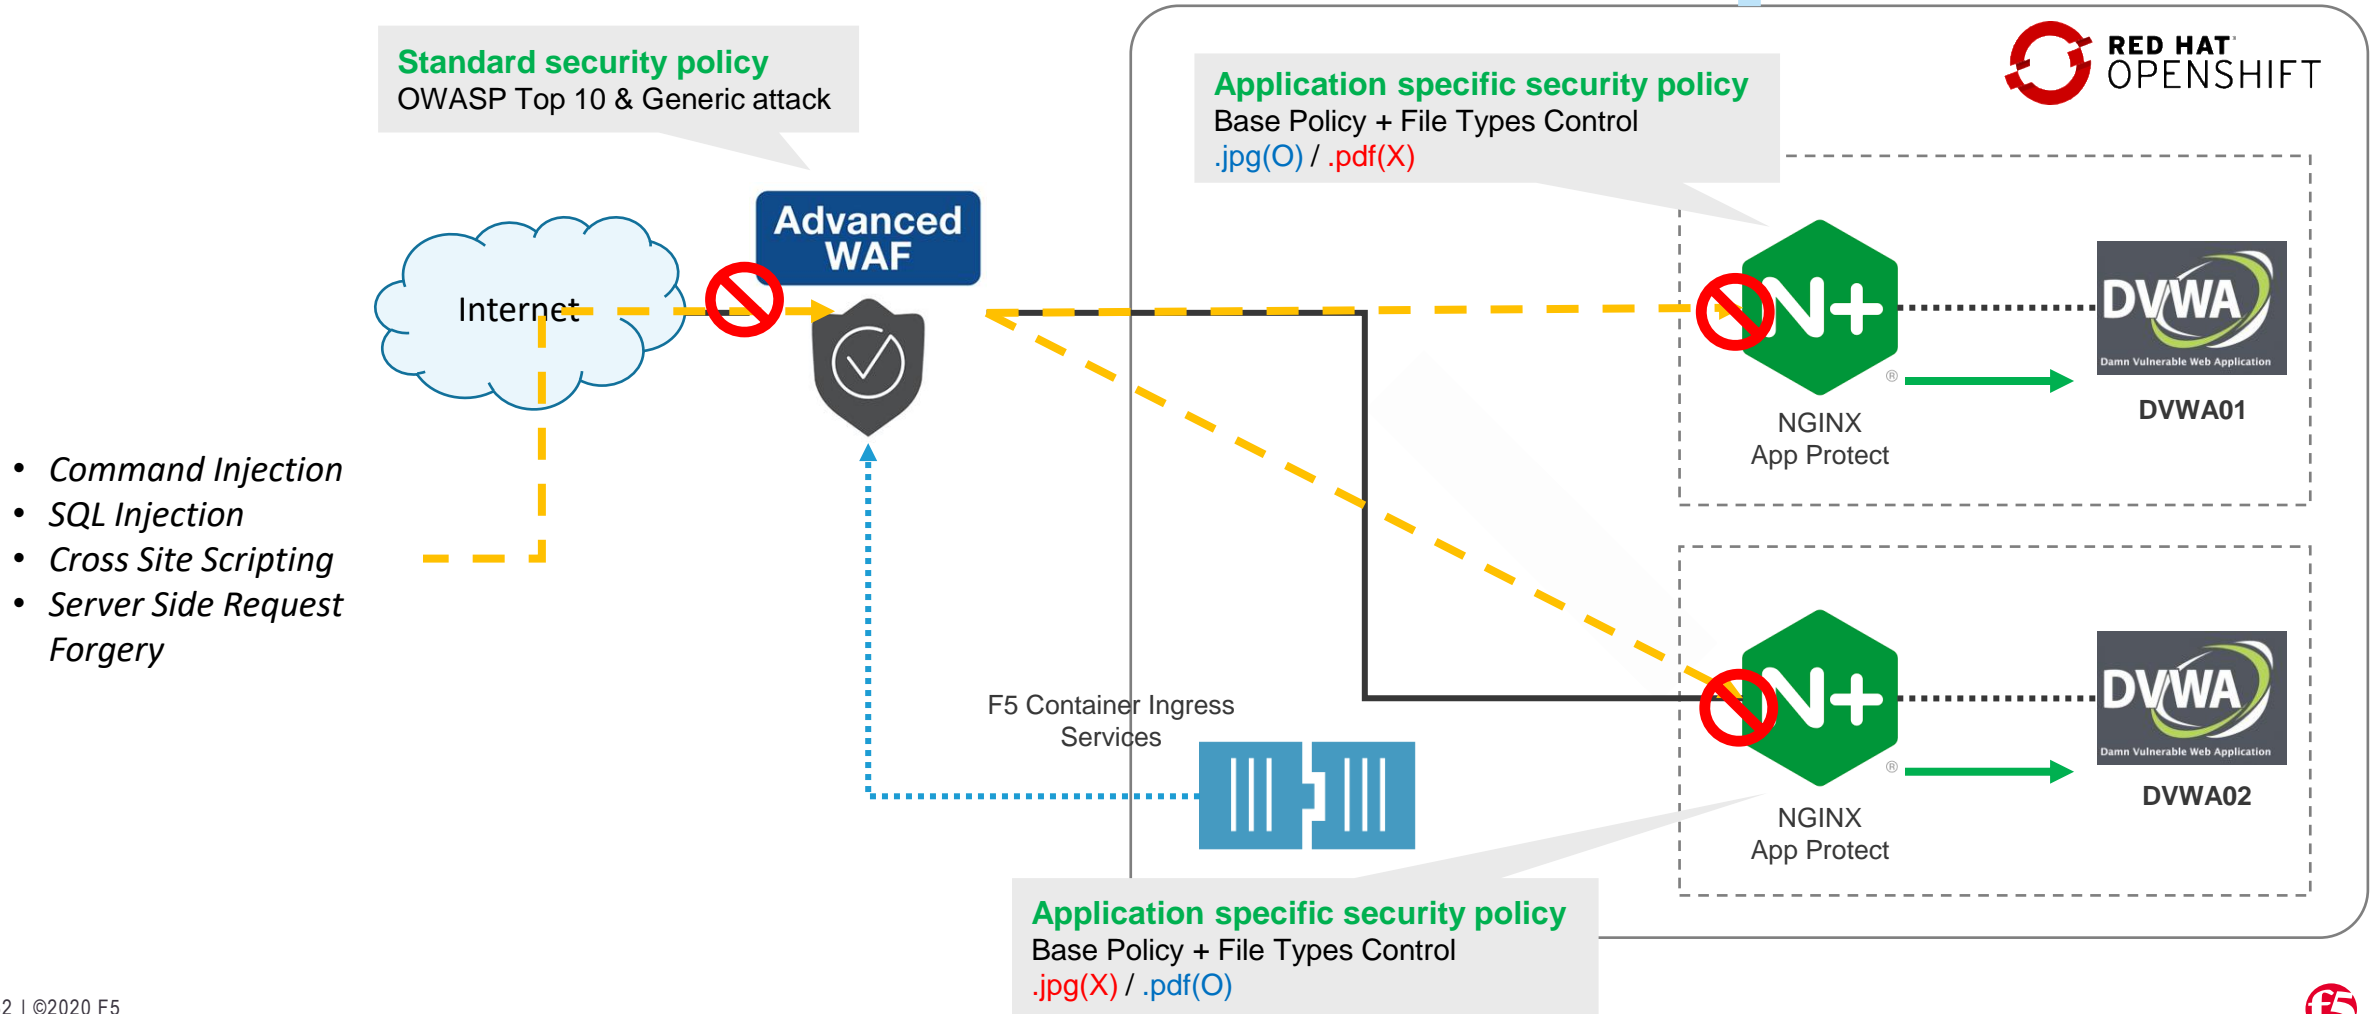 Standard security policy
OWASP Top 10 & Generic attack
Application specific security policy
Base Policy + File Types Control
.jpg(O) / .pdf(X)
RED HAT
OPENSHIFT
Advanced
WAF
Internet
N+
®
NGINX
App Protect
DVWA
Damn Vulnerable Web Application
DVWA01
• Command Injection
• SQL Injection
• Cross Site Scripting
• Server Side Request
Forgery
F5 Container Ingress
Services
N+
®
NGINX
App Protect
DVWA
Damn Vulnerable Web Application
DVWA02
Application specific security policy
Base Policy + File Types Control
.jpg(X) / .pdf(O)
2 | ©2020 F5
f5